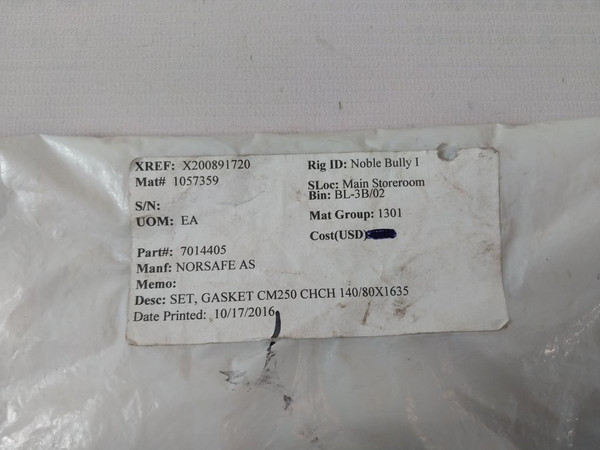 XREF: X200891720
Mat# 1057359
S/N:
UOM: EA
Part#: 7014405
Manf: NORSAFE AS
Memo:
Desc: SET, GASKET CM250 CHCH 140/80X1635
Date Printed: 10/17/2016
Rig ID: Noble Bully I
SLoc: Main Storeroom
Bin: BL-3B/02
Mat Group: 1301
Cost(USD)